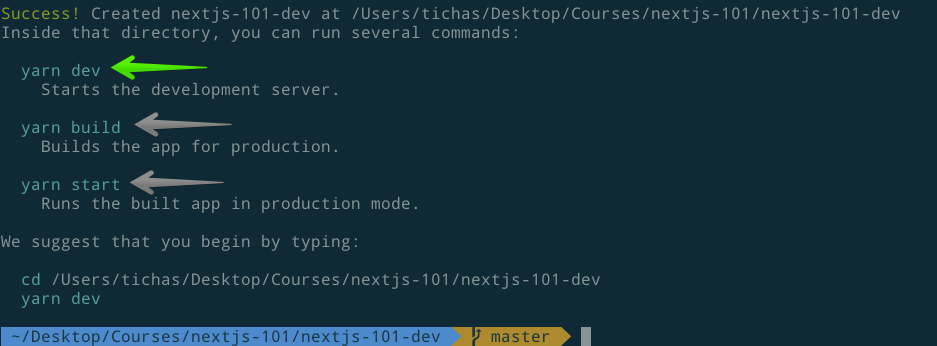 Success! Created nextjs-101-dev at /Users/tichas/Desktop/Courses/nextjs-101/nextjs-101-dev
Inside that directory, you can run several commands:
yarn dev
Starts the development server.
yarn build
Builds the app for production.
yarn start
Runs the built app in production mode.
We suggest that you begin by typing:
cd /Users/tichas/Desktop/Courses/nextjs-101/nextjs-101-dev
yarn dev
~/Desktop/Courses/nextjs-101/nextjs-101-dev master